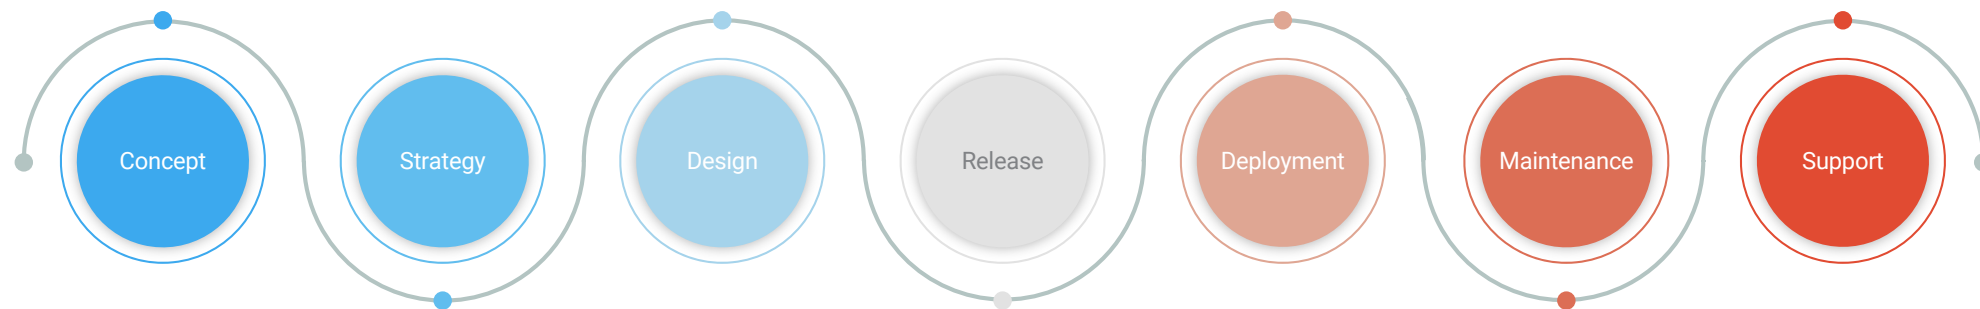 Concept
Strategy
Design
Release
Deployment
Maintenance
Support